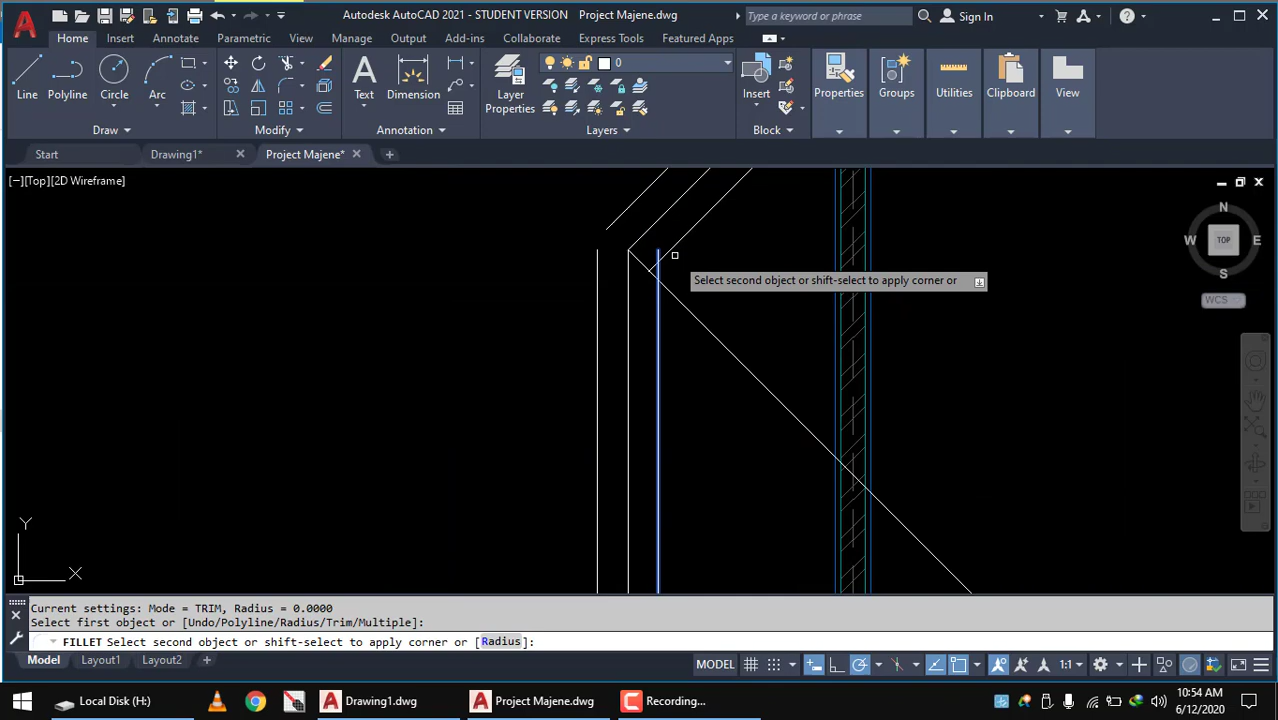 Autodesk AutoCAD 2021 - STUDENT VERSION Project Majene.dwg
Type a keyword or phrase
Sign In
Home Insert Annotate Parametric View Manage Output Add-ins Collaborate Express Tools Featured Apps
0
Line Polyline Circle Arc Text Dimension Layer Properties Insert Properties Groups Utilities Clipboard View
Draw Modify Annotation Layers Block
Start Drawing1* Project Majene*
[−][Top][2D Wireframe]
N
W TOP E
S
WCS
Select second object or shift-select to apply corner or
Y
X
Current settings: Mode = TRIM, Radius = 0.0000
Select first object or [Undo/Polyline/Radius/Trim/Multiple]:
FILLET Select second object or shift-select to apply corner or [Radius]:
Model Layout1 Layout2
MODEL 1:1
Local Disk (H:) Drawing1.dwg Project Majene.dwg Recording...
10:54 AM
6/12/2020